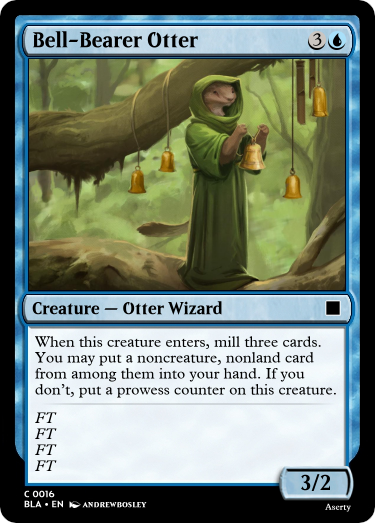 Bell-Bearer Otter 3
Creature — Otter Wizard
When this creature enters, mill three cards.
You may put a noncreature, nonland card
from among them into your hand. If you
don't, put a prowess counter on this creature.
FT
FT
FT
FT
3/2
C 0016
BLA • EN ANDREWBOSLEY
Aserty